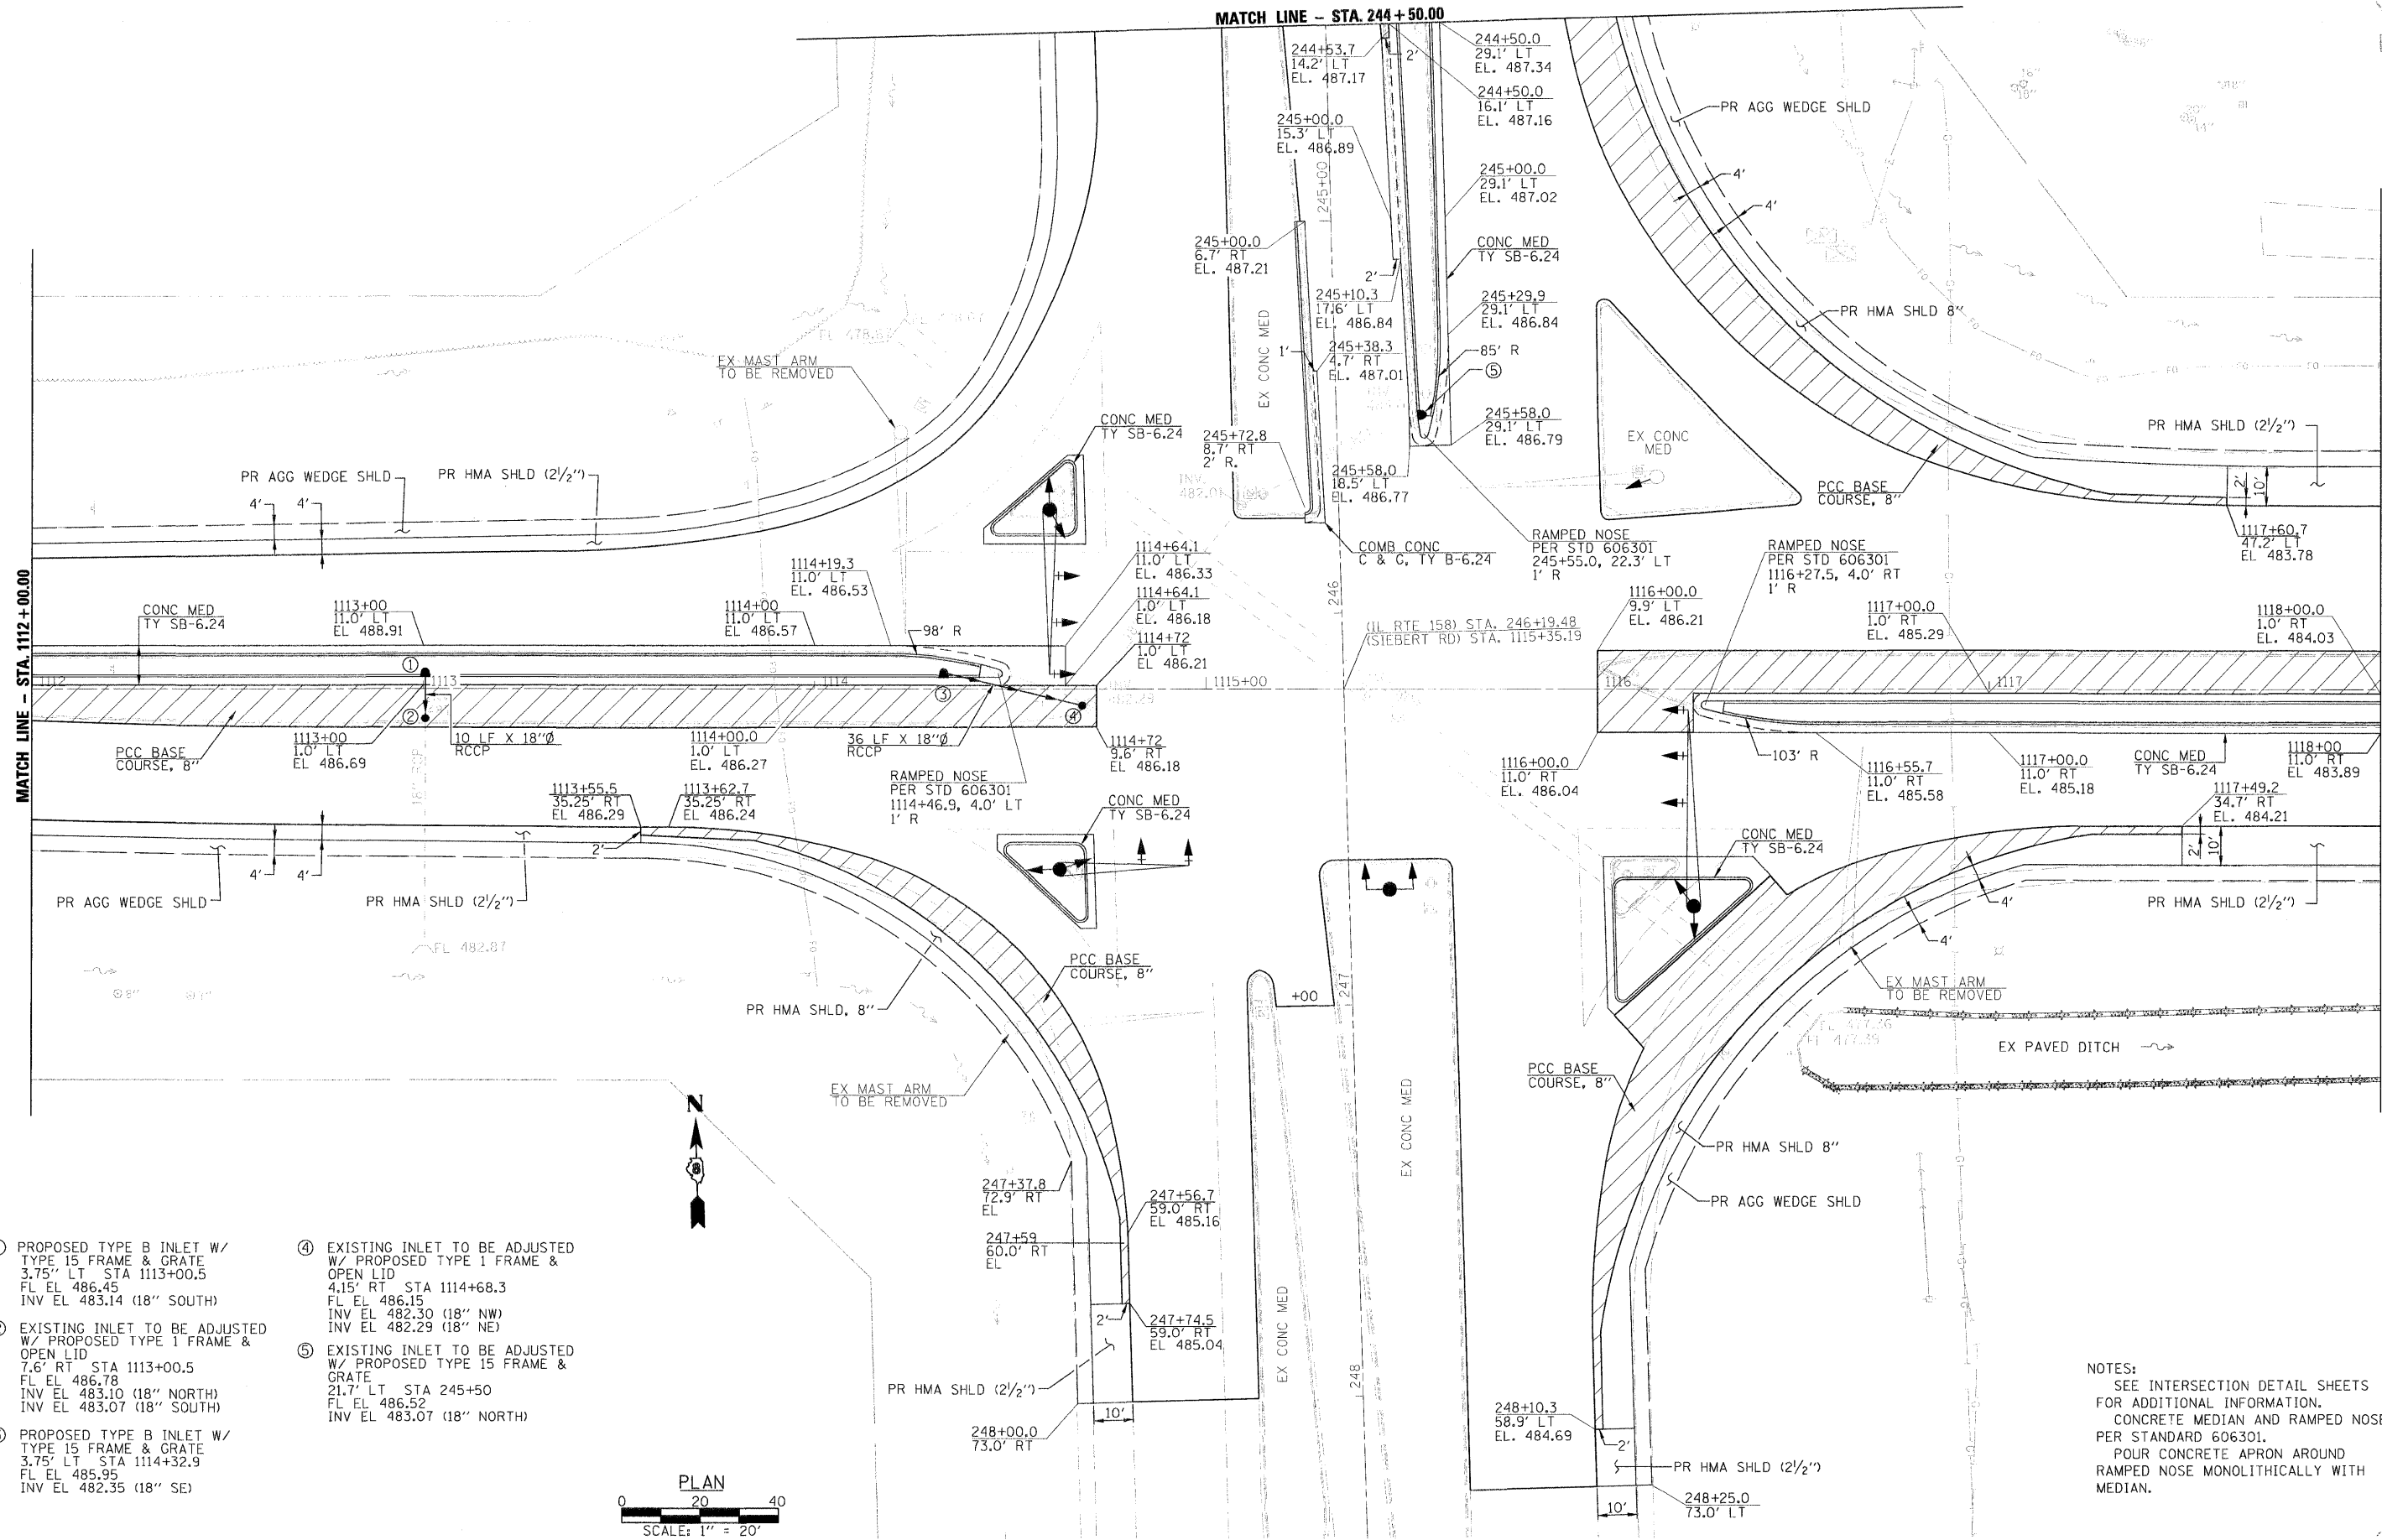 MATCH LINE - STA. 244+50.00
244+53.7
14.2' LT
EL. 487.17
2'
244+50.0
29.1' LT
EL. 487.34
244+50.0
16.1' LT
EL. 487.16
245+00.0
15.3' LT
EL. 486.89
245+00
245+00.0
29.1' LT
EL. 487.02
245+00.0
6.7' RT
EL. 487.21
CONC MED
TY SB-6.24
2'
245+10.3
17.6' LT
EL. 486.84
245+29.9
29.1' LT
EL. 486.84
EX CONC MED
1'
245+38.3
4.7' RT
EL. 487.01
85' R
⑤
245+72.8
8.7' RT
2' R.
245+58.0
29.1' LT
EL. 486.79
245+58.0
18.5' LT
EL. 486.77
COMB CONC
C & G, TY B-6.24
RAMPED NOSE
PER STD 606301
245+55.0, 22.3' LT
1' R
PR AGG WEDGE SHLD
4'
4'
PR HMA SHLD 8"
EX CONC
MED
PCC BASE
COURSE, 8"
PR HMA SHLD (2½")
2'
10'
1117+60.7
47.2' LT
EL 483.78
EX MAST ARM
TO BE REMOVED
CONC MED
TY SB-6.24
PR AGG WEDGE SHLD
PR HMA SHLD (2½")
4'
4'
MATCH LINE - STA. 1112+00.00
CONC MED
TY SB-6.24
1113+00
11.0' LT
EL 488.91
1114+00
11.0' LT
EL 486.57
1114+19.3
11.0' LT
EL. 486.53
98' R
1114+64.1
11.0' LT
EL. 486.33
1114+64.1
1.0' LT
EL. 486.18
1114+72
1.0' LT
EL 486.21
①
②
③
④
1112
1113
1114
1115+00
1116
1117
246
(IL RTE 158) STA. 246+19.48
(SIEBERT RD) STA. 1115+35.19
RAMPED NOSE
PER STD 606301
1116+27.5, 4.0' RT
1' R
1116+00.0
9.9' LT
EL. 486.21
1117+00.0
1.0' RT
EL. 485.29
1118+00.0
1.0' RT
EL. 484.03
PCC BASE
COURSE, 8"
1113+00
1.0' LT
EL 486.69
10 LF X 18"Ø
RCCP
1114+00.0
1.0' LT
EL. 486.27
36 LF X 18"Ø
RCCP
RAMPED NOSE
PER STD 606301
1114+46.9, 4.0' LT
1' R
1114+72
9.6' RT
EL 486.18
1116+00.0
11.0' RT
EL. 486.04
103' R
1116+55.7
11.0' RT
EL. 485.58
1117+00.0
11.0' RT
EL. 485.18
CONC MED
TY SB-6.24
1118+00
11.0' RT
EL 483.89
1117+49.2
34.7' RT
EL. 484.21
1113+55.5
35.25' RT
EL 486.29
1113+62.7
35.25' RT
EL 486.24
2'
CONC MED
TY SB-6.24
CONC MED
TY SB-6.24
2'
10'
PR AGG WEDGE SHLD
4'
4'
PR HMA SHLD (2½")
FL 482.87
4'
4'
PR HMA SHLD (2½")
PCC BASE
COURSE, 8"
PR HMA SHLD, 8"
+00
247
EX MAST ARM
TO BE REMOVED
EX PAVED DITCH
EX MAST ARM
TO BE REMOVED
PCC BASE
COURSE, 8"
EX CONC MED
N
8
PR HMA SHLD 8"
PR AGG WEDGE SHLD
247+37.8
72.9' RT
EL
247+56.7
59.0' RT
EL 485.16
247+59
60.0' RT
EL
2'
247+74.5
59.0' RT
EL 485.04
EX CONC MED
248
PR HMA SHLD (2½")
10'
248+00.0
73.0' RT
248+10.3
58.9' LT
EL. 484.69
2'
PR HMA SHLD (2½")
10'
248+25.0
73.0' LT
PROPOSED TYPE B INLET W/
TYPE 15 FRAME & GRATE
3.75" LT STA 1113+00.5
FL EL 486.45
INV EL 483.14 (18" SOUTH)
EXISTING INLET TO BE ADJUSTED
W/ PROPOSED TYPE 1 FRAME &
OPEN LID
7.6' RT STA 1113+00.5
FL EL 486.78
INV EL 483.10 (18" NORTH)
INV EL 483.07 (18" SOUTH)
PROPOSED TYPE B INLET W/
TYPE 15 FRAME & GRATE
3.75' LT STA 1114+32.9
FL EL 485.95
INV EL 482.35 (18" SE)
④ EXISTING INLET TO BE ADJUSTED
W/ PROPOSED TYPE 1 FRAME &
OPEN LID
4.15' RT STA 1114+68.3
FL EL 486.15
INV EL 482.30 (18" NW)
INV EL 482.29 (18" NE)
⑤ EXISTING INLET TO BE ADJUSTED
W/ PROPOSED TYPE 15 FRAME &
GRATE
21.7' LT STA 245+50
FL EL 486.52
INV EL 483.07 (18" NORTH)
PLAN
0 20 40
SCALE: 1" = 20'
NOTES:
SEE INTERSECTION DETAIL SHEETS
FOR ADDITIONAL INFORMATION.
CONCRETE MEDIAN AND RAMPED NOSE
PER STANDARD 606301.
POUR CONCRETE APRON AROUND
RAMPED NOSE MONOLITHICALLY WITH
MEDIAN.